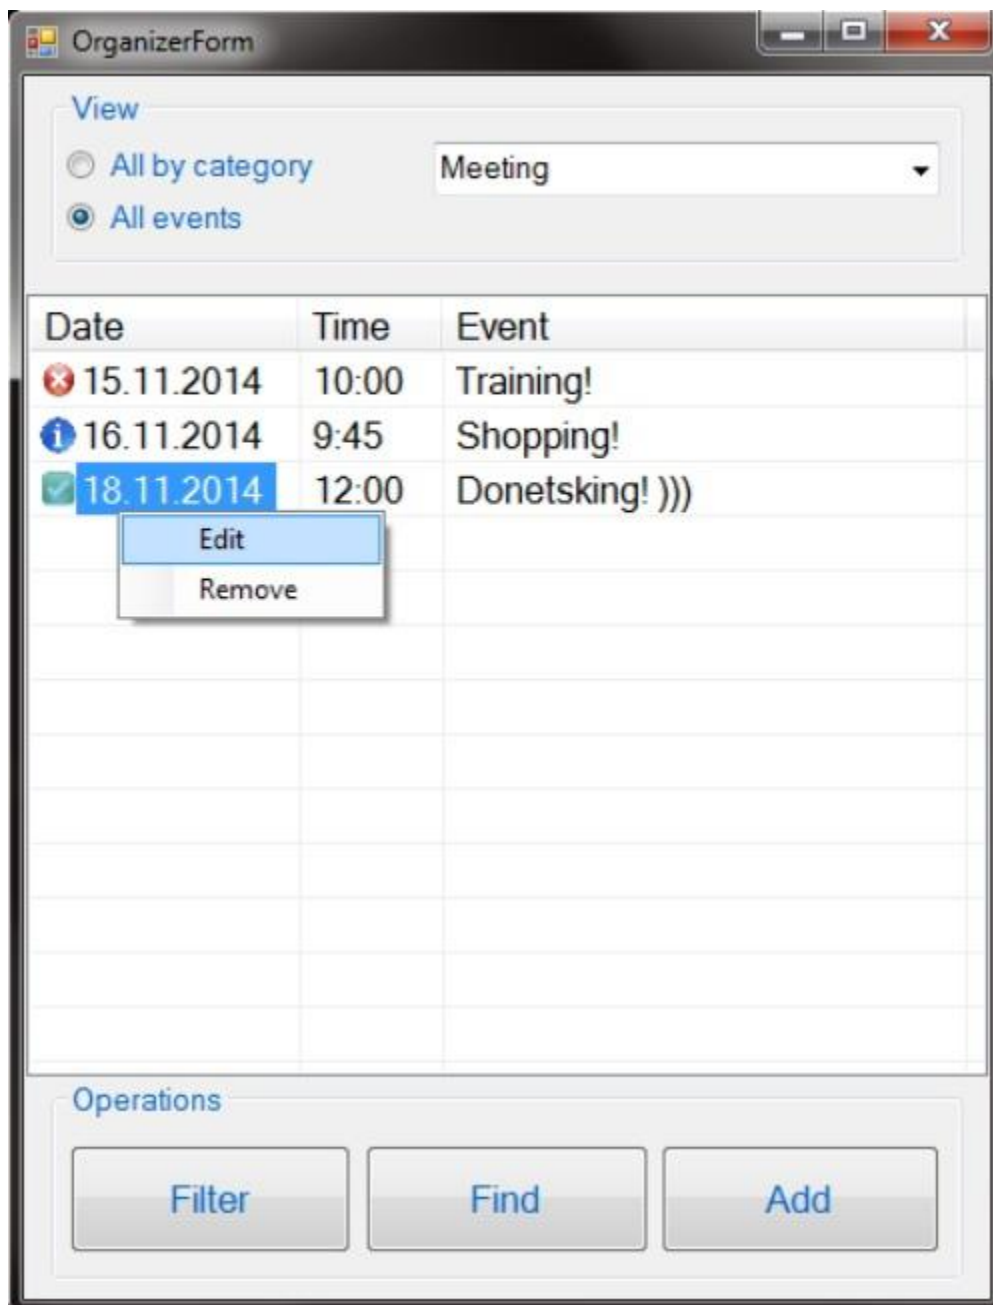 OrganizerForm
View
All by category Meeting
All events
Date Time Event
15.11.2014 10:00 Training!
16.11.2014 9:45 Shopping!
18.11.2014 12:00 Donetsking! )))
Edit
Remove
Operations
Filter Find Add